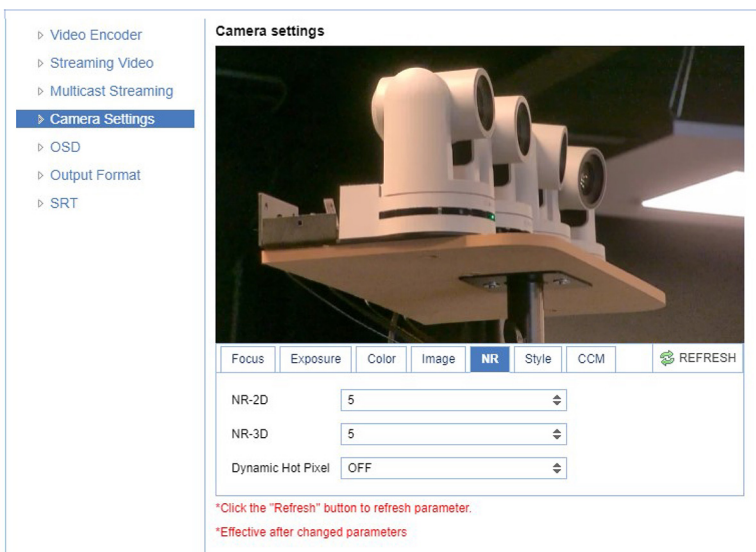 Camera settings
Video Encoder
Streaming Video
Multicast Streaming
Camera Settings
OSD
Output Format
SRT
Focus Exposure Color Image NR Style CCM REFRESH
NR-2D 5
NR-3D 5
Dynamic Hot Pixel OFF
*Click the "Refresh" button to refresh parameter.
*Effective after changed parameters